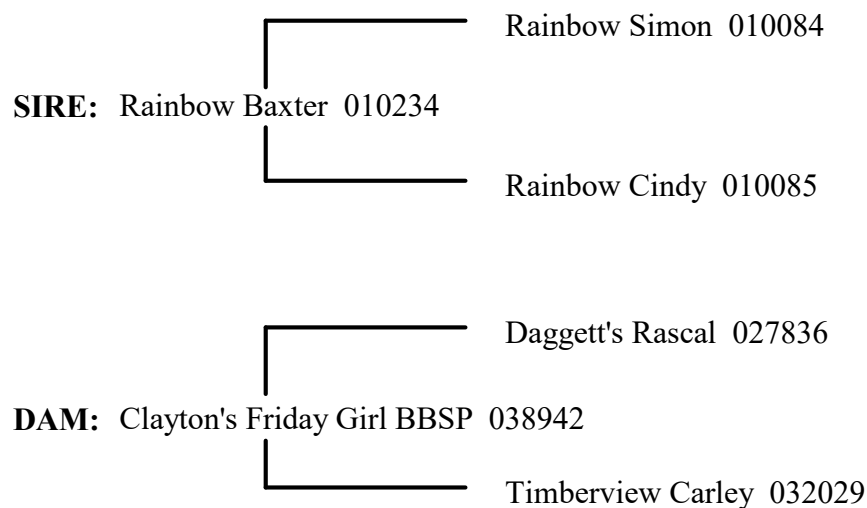 Rainbow Simon 010084
SIRE: Rainbow Baxter 010234
Rainbow Cindy 010085
Daggett's Rascal 027836
DAM: Clayton's Friday Girl BBSP 038942
Timberview Carley 032029